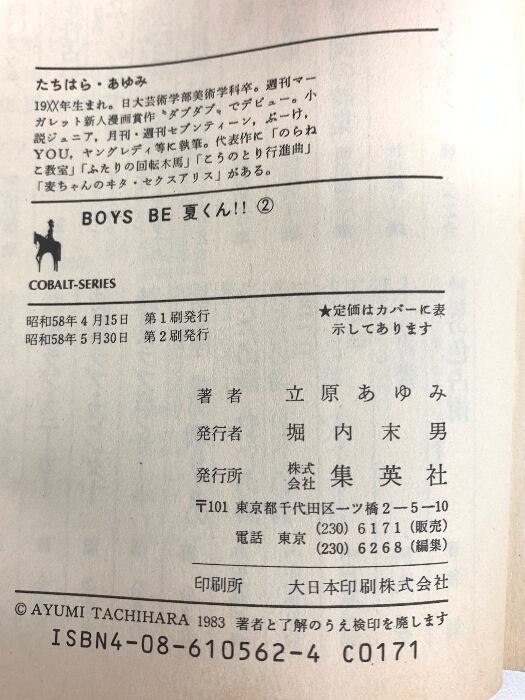 たちはら・あゆみ
19XX年生まれ。日大芸術学部美術学科卒。週刊マー
ガレット新人漫画賞作〝ダブダブ〟でデビュー。小
説ジュニア，月刊・週刊セブンティーン，ぶ〜け，
YOU，ヤングレディ等に執筆。代表作に「のらね
こ教室」「ふたりの回転木馬」「こうのとり行進曲」
「麦ちゃんのヰタ・セクスアリス」がある。
BOYS BE 夏くん!! ②
COBALT-SERIES
昭和58年4月15日 第1刷発行
昭和58年5月30日 第2刷発行
★定価はカバーに表
示してあります
著者 立原あゆみ
発行者 堀内末男
発行所 株式会社 集英社
〒101 東京都千代田区一ツ橋2－5－10
電話 東京 (230) 6171 (販売)
(230) 6268 (編集)
印刷所 大日本印刷株式会社
© AYUMI TACHIHARA 1983 著者と了解のうえ検印を廃します
ISBN4-08-610562-4 C0171